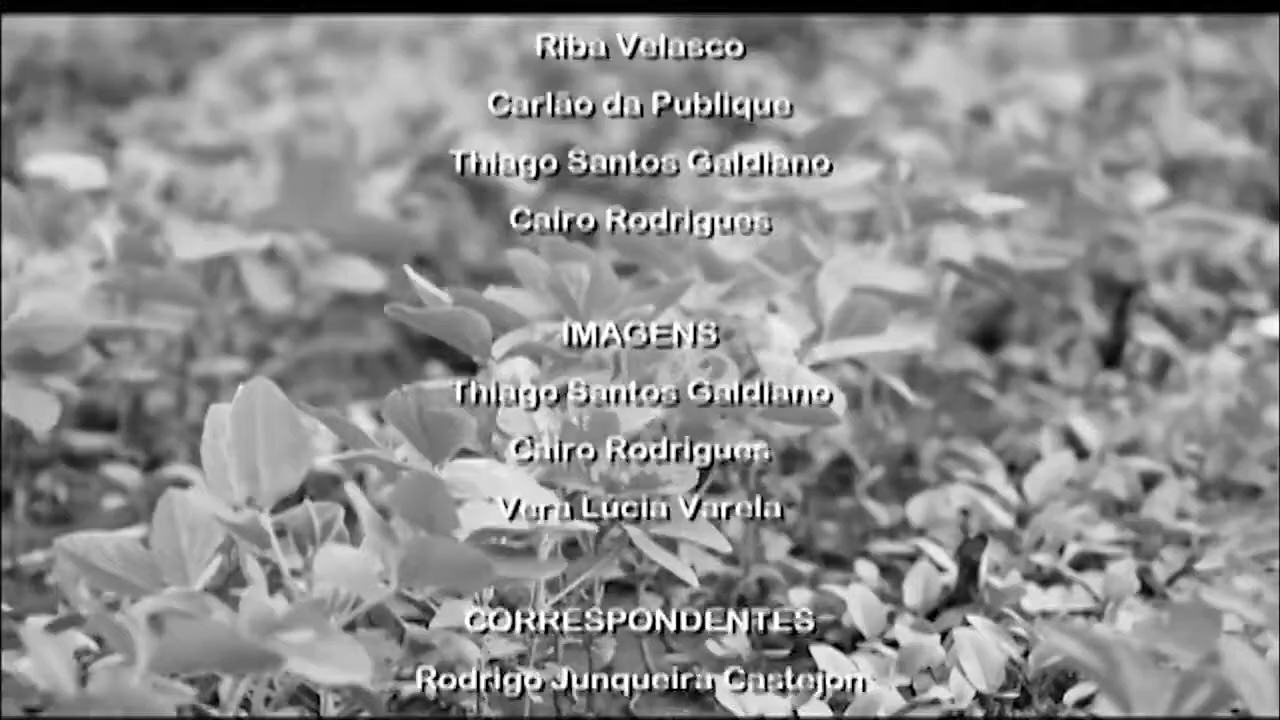 Riba Velasco
Carlão da Publique
Thiago Santos Galdiano
Cairo Rodrigues
IMAGENS
Thiago Santos Galdiano
Cairo Rodrigues
Vera Lúcia Varela
CORRESPONDENTES
Rodrigo Junqueira Castejon